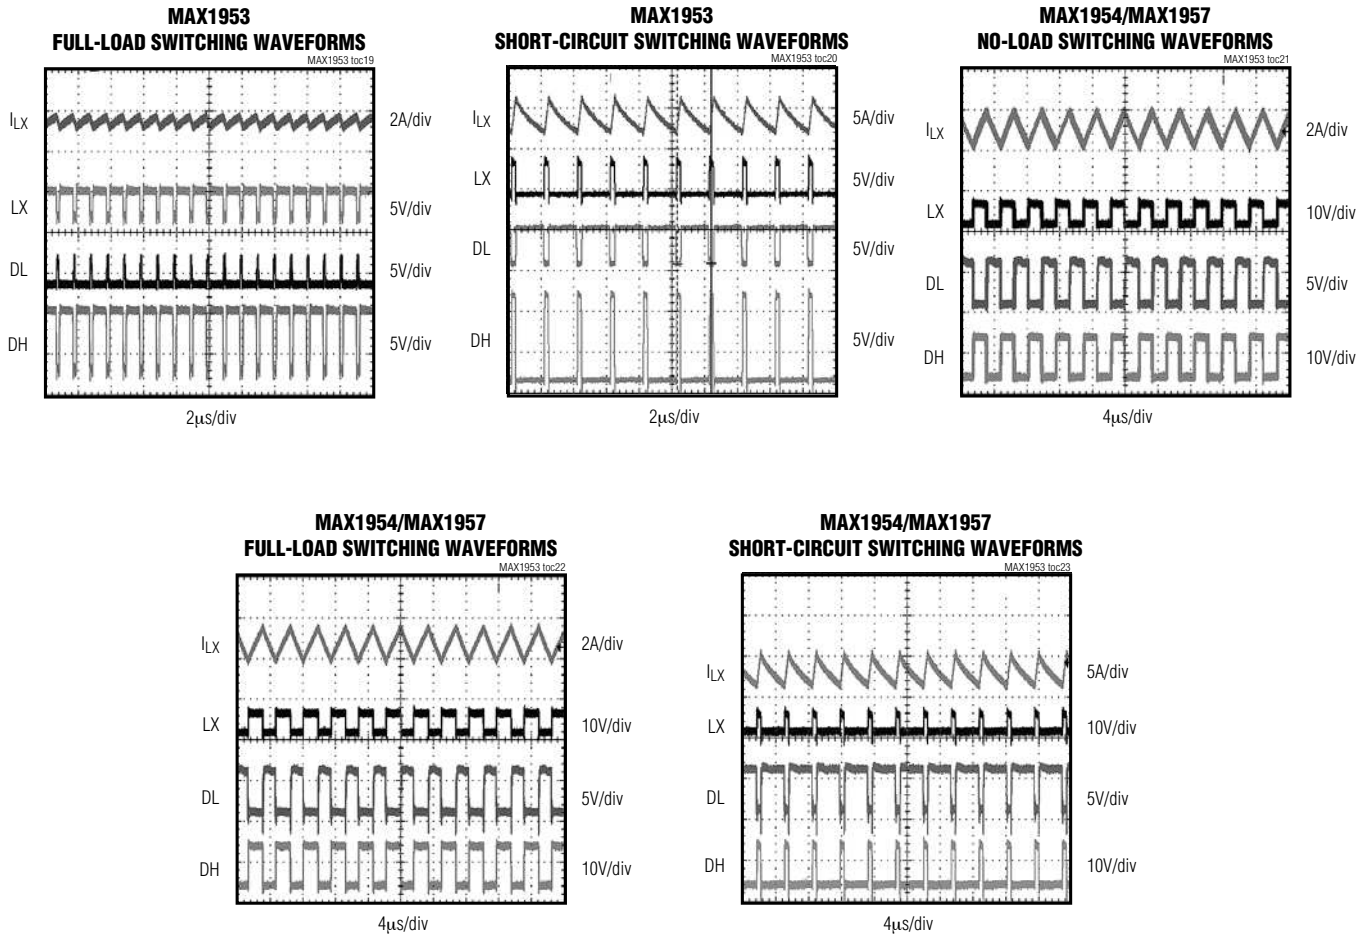 MAX1953
FULL-LOAD SWITCHING WAVEFORMS
MAX1953 toc19
ILX
2A/div
LX
5V/div
DL
5V/div
DH
5V/div
2μs/div
MAX1953
SHORT-CIRCUIT SWITCHING WAVEFORMS
MAX1953 toc20
ILX
5A/div
LX
5V/div
DL
5V/div
DH
5V/div
2μs/div
MAX1954/MAX1957
NO-LOAD SWITCHING WAVEFORMS
MAX1953 toc21
ILX
2A/div
LX
10V/div
DL
5V/div
DH
10V/div
4μs/div
MAX1954/MAX1957
FULL-LOAD SWITCHING WAVEFORMS
MAX1953 toc22
ILX
2A/div
LX
10V/div
DL
5V/div
DH
10V/div
4μs/div
MAX1954/MAX1957
SHORT-CIRCUIT SWITCHING WAVEFORMS
MAX1953 toc23
ILX
5A/div
LX
10V/div
DL
5V/div
DH
10V/div
4μs/div